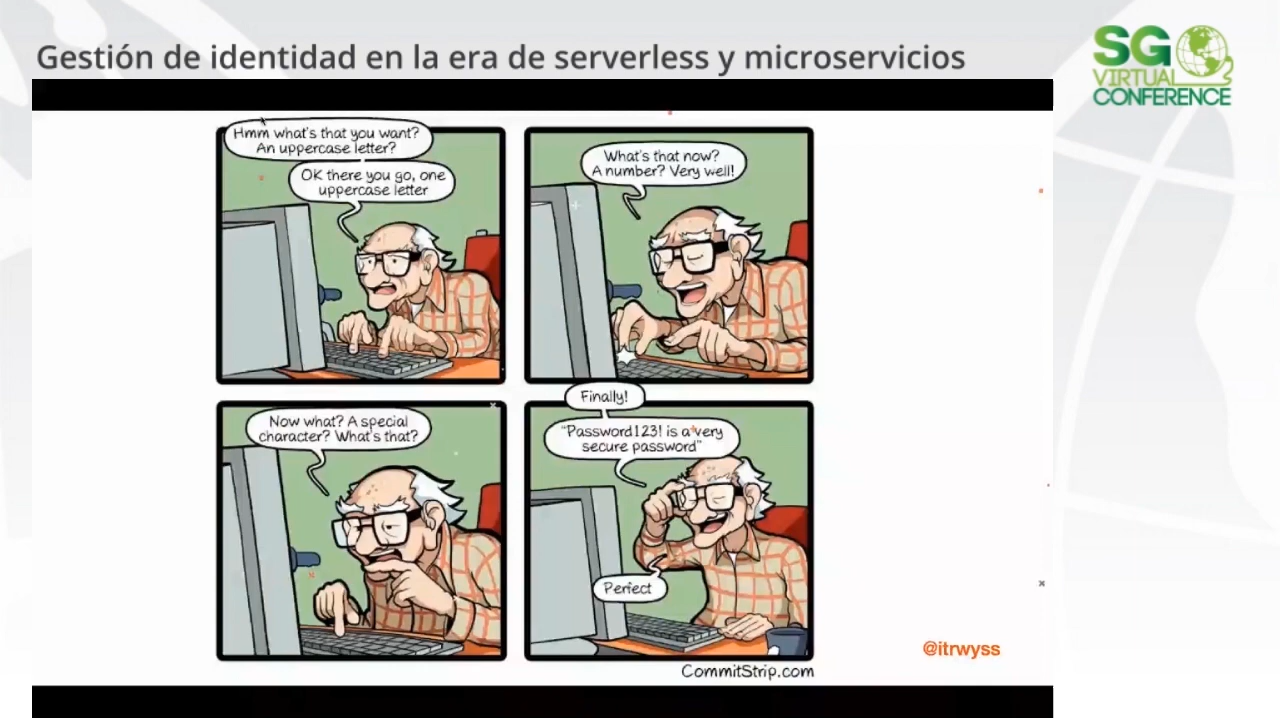 Gestión de identidad en la era de serverless y microservicios
SG
VIRTUAL
CONFERENCE
Hmm what's that you want?
An uppercase letter?
OK there you go, one
uppercase letter
What's that now?
A number? Very well!
Now what? A special
character? What's that?
Finally!
"Password123! is a very
secure password"
Perfect
@itrwyss
CommitStrip.com